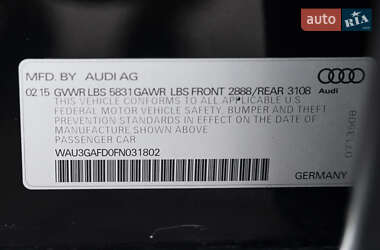 auto RIA
MFD. BY AUDI AG
Audi
02.15 GVWR LBS 5831 GAWR LBS FRONT 2888/REAR 3108
THIS VEHICLE CONFORMS TO ALL APPLICABLE U.S.
FEDERAL MOTOR VEHICLE SAFETY, BUMPER AND THEFT
PREVENTION STANDARDS IN EFFECT ON THE DATE OF
MANUFACTURE SHOWN ABOVE.
PASSENGER CAR
WAU3GAFD0FN031802
GERMANY